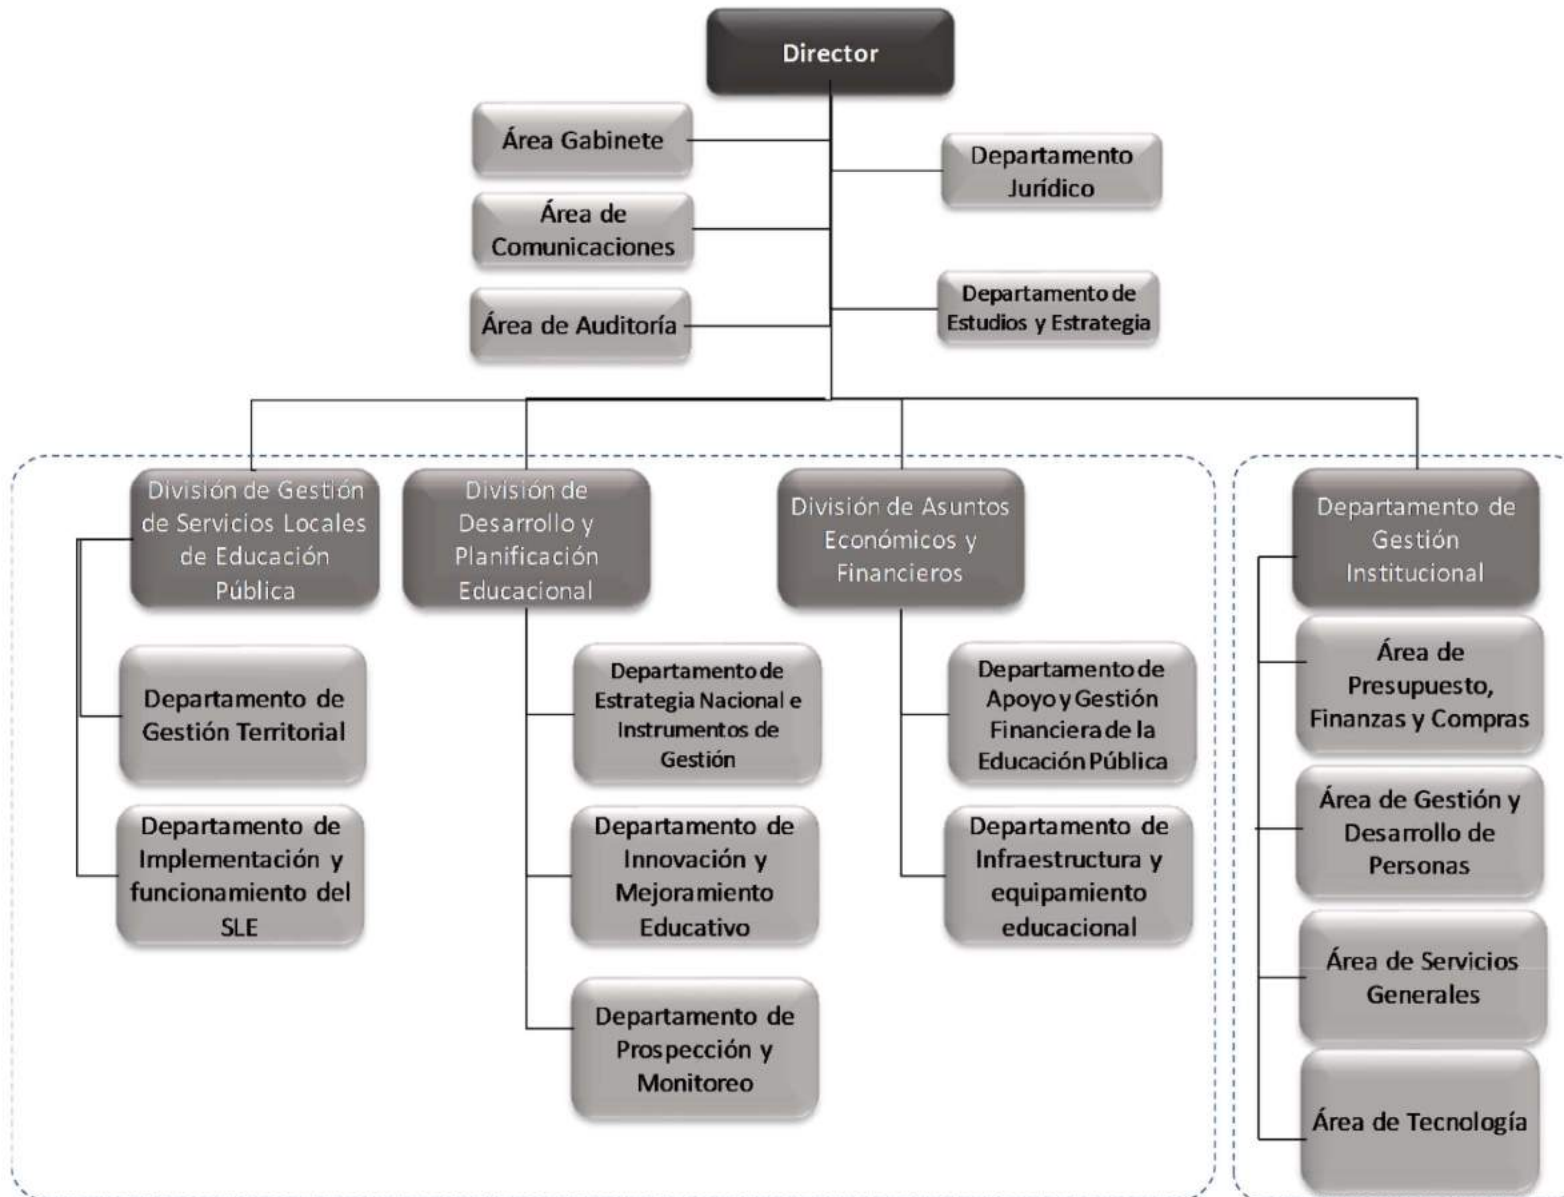 Director
Área Gabinete
Departamento
Jurídico
Área de
Comunicaciones
Departamento de
Estudios y Estrategia
Área de Auditoría
División de Gestión
de Servicios Locales
de Educación
Pública
División de
Desarrollo y
Planificación
Educacional
División de Asuntos
Económicos y
Financieros
Departamento de
Gestión
Institucional
Departamento de
Gestión Territorial
Departamento de
Implementación y
funcionamiento del
SLE
Departamento de
Estrategia Nacional e
Instrumentos de
Gestión
Departamento de
Innovación y
Mejoramiento
Educativo
Departamento de
Prospección y
Monitoreo
Departamento de
Apoyo y Gestión
Financiera de la
Educación Pública
Departamento de
Infraestructura y
equipamiento
educacional
Área de
Presupuesto,
Finanzas y Compras
Área de Gestión y
Desarrollo de
Personas
Área de Servicios
Generales
Área de Tecnología